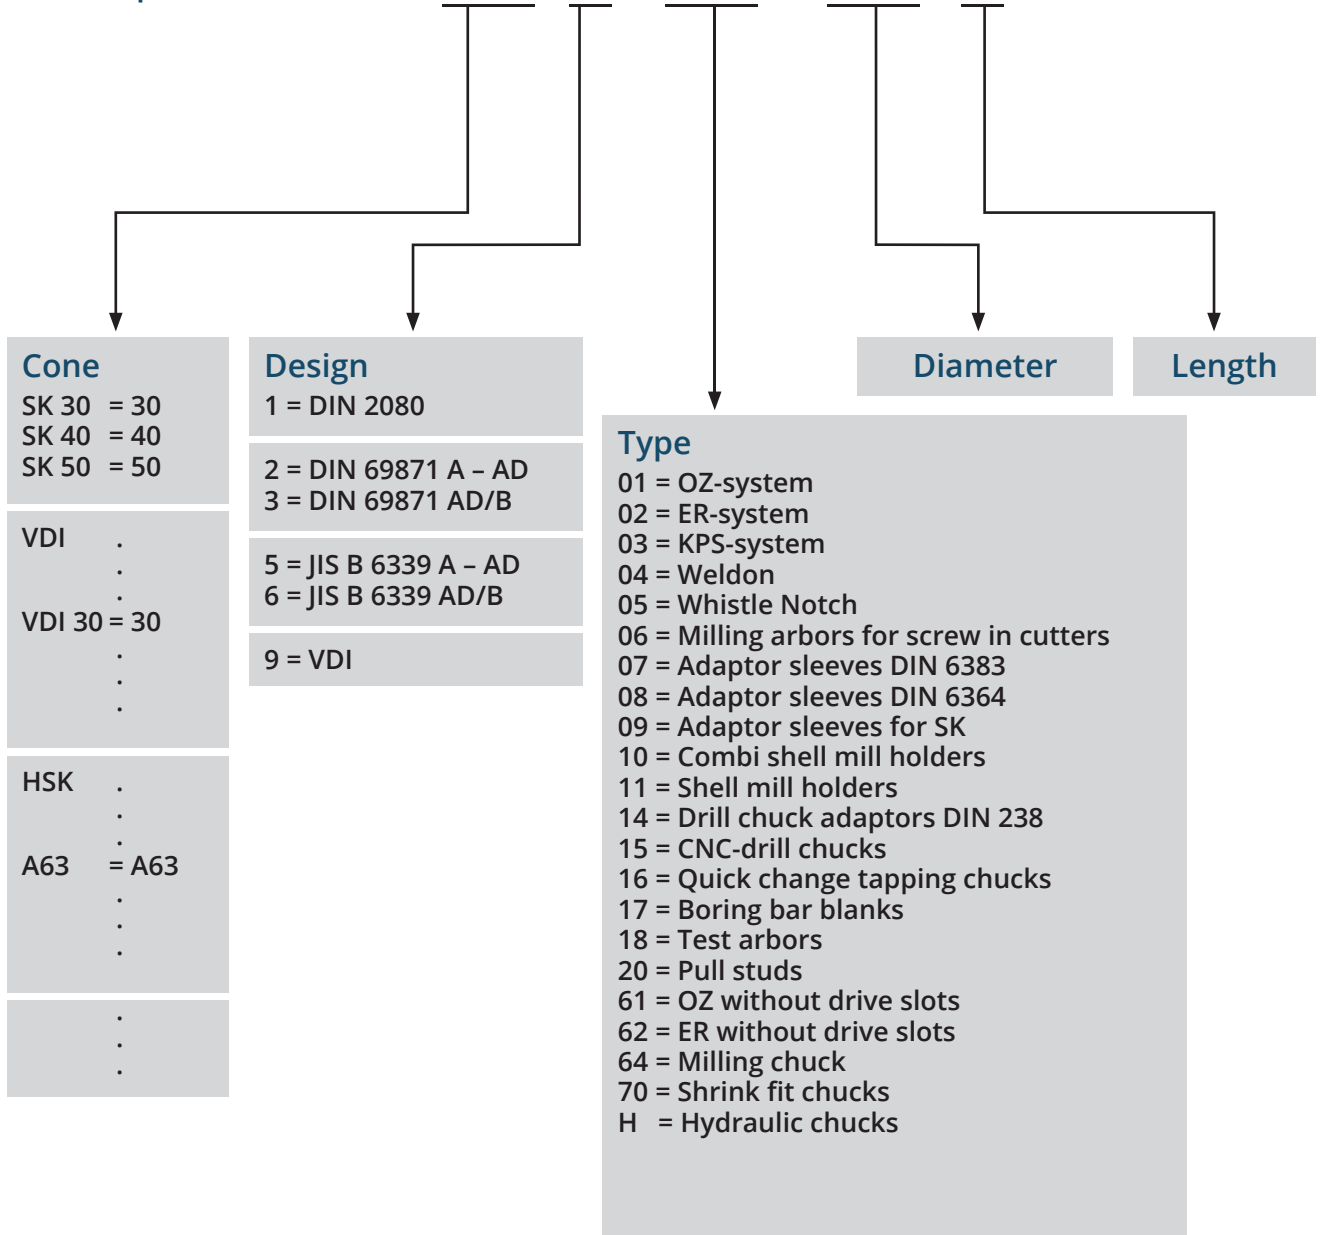 Cone
SK 30 = 30
SK 40 = 40
SK 50 = 50
VDI .
.
.
VDI 30 = 30
.
.
.
HSK .
.
.
A63 = A63
.
.
.
.
.
.
Design
1 = DIN 2080
2 = DIN 69871 A – AD
3 = DIN 69871 AD/B
5 = JIS B 6339 A – AD
6 = JIS B 6339 AD/B
9 = VDI
Type
01 = OZ-system
02 = ER-system
03 = KPS-system
04 = Weldon
05 = Whistle Notch
06 = Milling arbors for screw in cutters
07 = Adaptor sleeves DIN 6383
08 = Adaptor sleeves DIN 6364
09 = Adaptor sleeves for SK
10 = Combi shell mill holders
11 = Shell mill holders
14 = Drill chuck adaptors DIN 238
15 = CNC-drill chucks
16 = Quick change tapping chucks
17 = Boring bar blanks
18 = Test arbors
20 = Pull studs
61 = OZ without drive slots
62 = ER without drive slots
64 = Milling chuck
70 = Shrink fit chucks
H = Hydraulic chucks
Diameter
Length